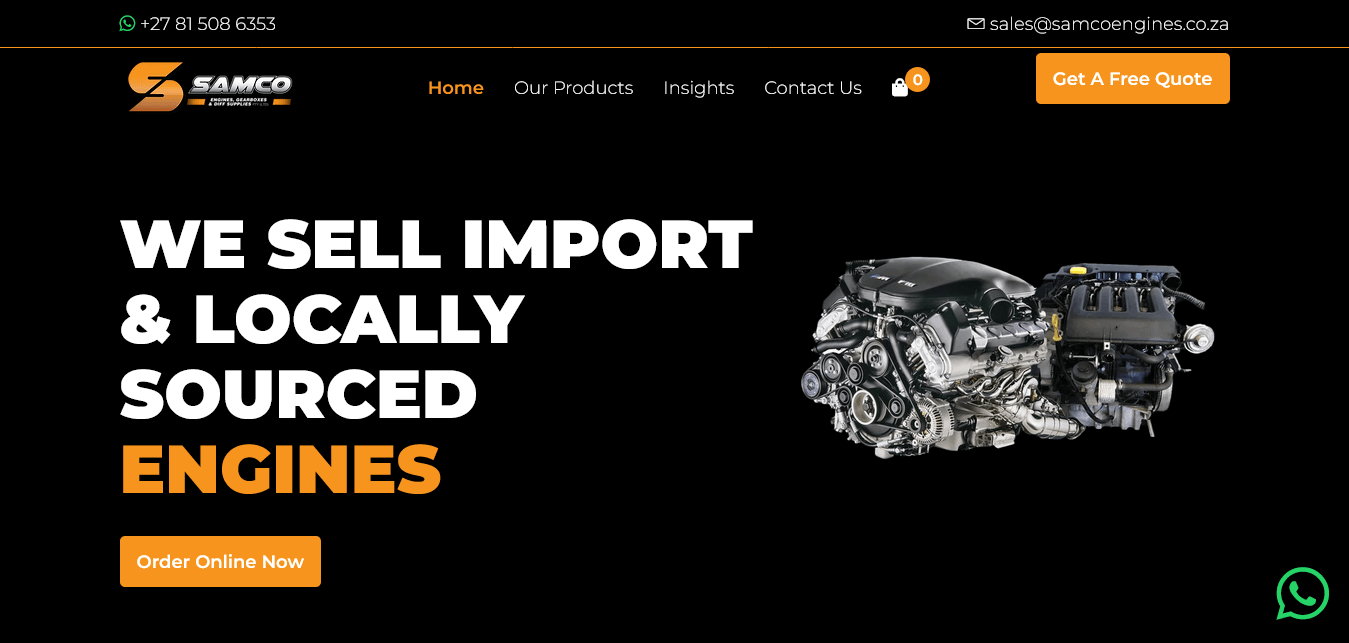 +27 81 508 6353
sales@samcoengines.co.za
SAMCO
ENGINES, GEARBOXES
& DIFF SUPPLIES
Home
Our Products
Insights
Contact Us
0
Get A Free Quote
WE SELL IMPORT
& LOCALLY
SOURCED
ENGINES
Order Online Now